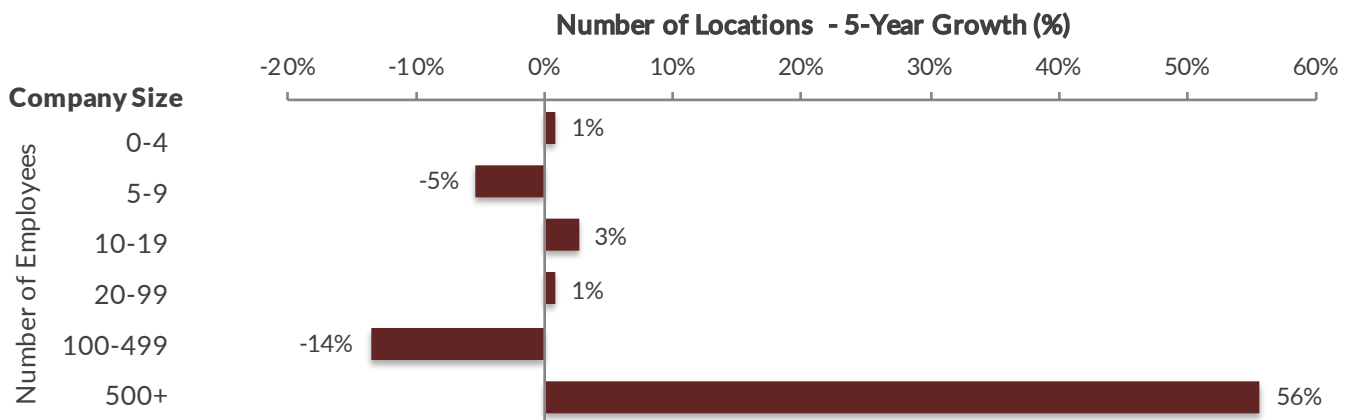 Number of Locations - 5-Year Growth (%)
-20% -10% 0% 10% 20% 30% 40% 50% 60%
Company Size
Number of Employees
0-4 1%
5-9 -5%
10-19 3%
20-99 1%
100-499 -14%
500+ 56%